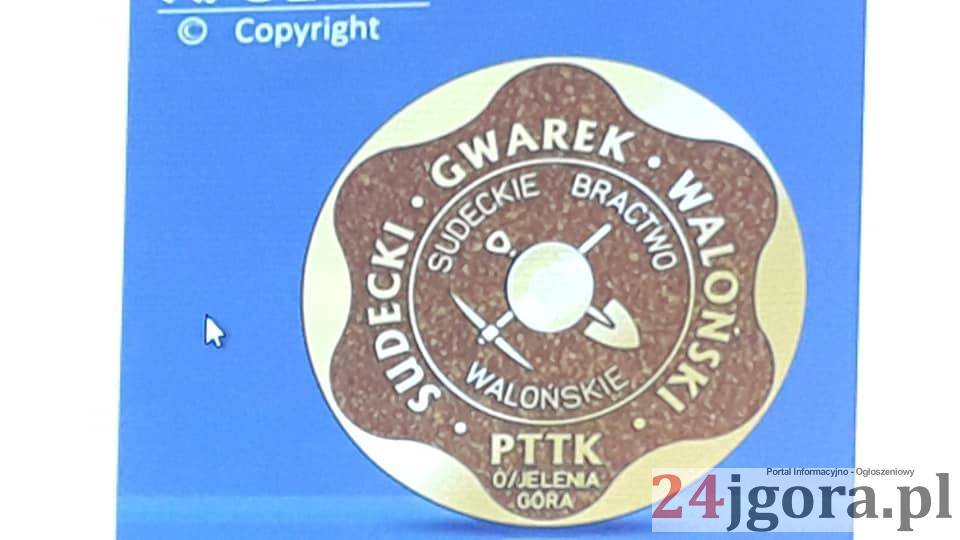 © Copyright
SUDECKI • GWAREK • WALOŃSKI
SUDECKIE BRACTWO
WALOŃSKIE
PTTK
O/JELENIA
GÓRA
Portal Informacyjno - Ogłoszeniowy
24jgora.pl